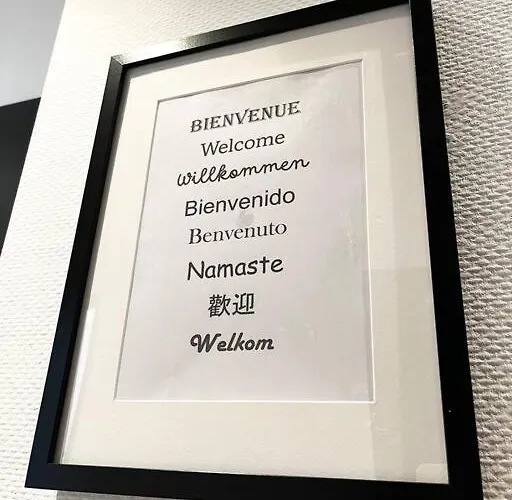 BIENVENUE
Welcome
willkommen
Bienvenido
Benvenuto
Namaste
歡迎
Welkom